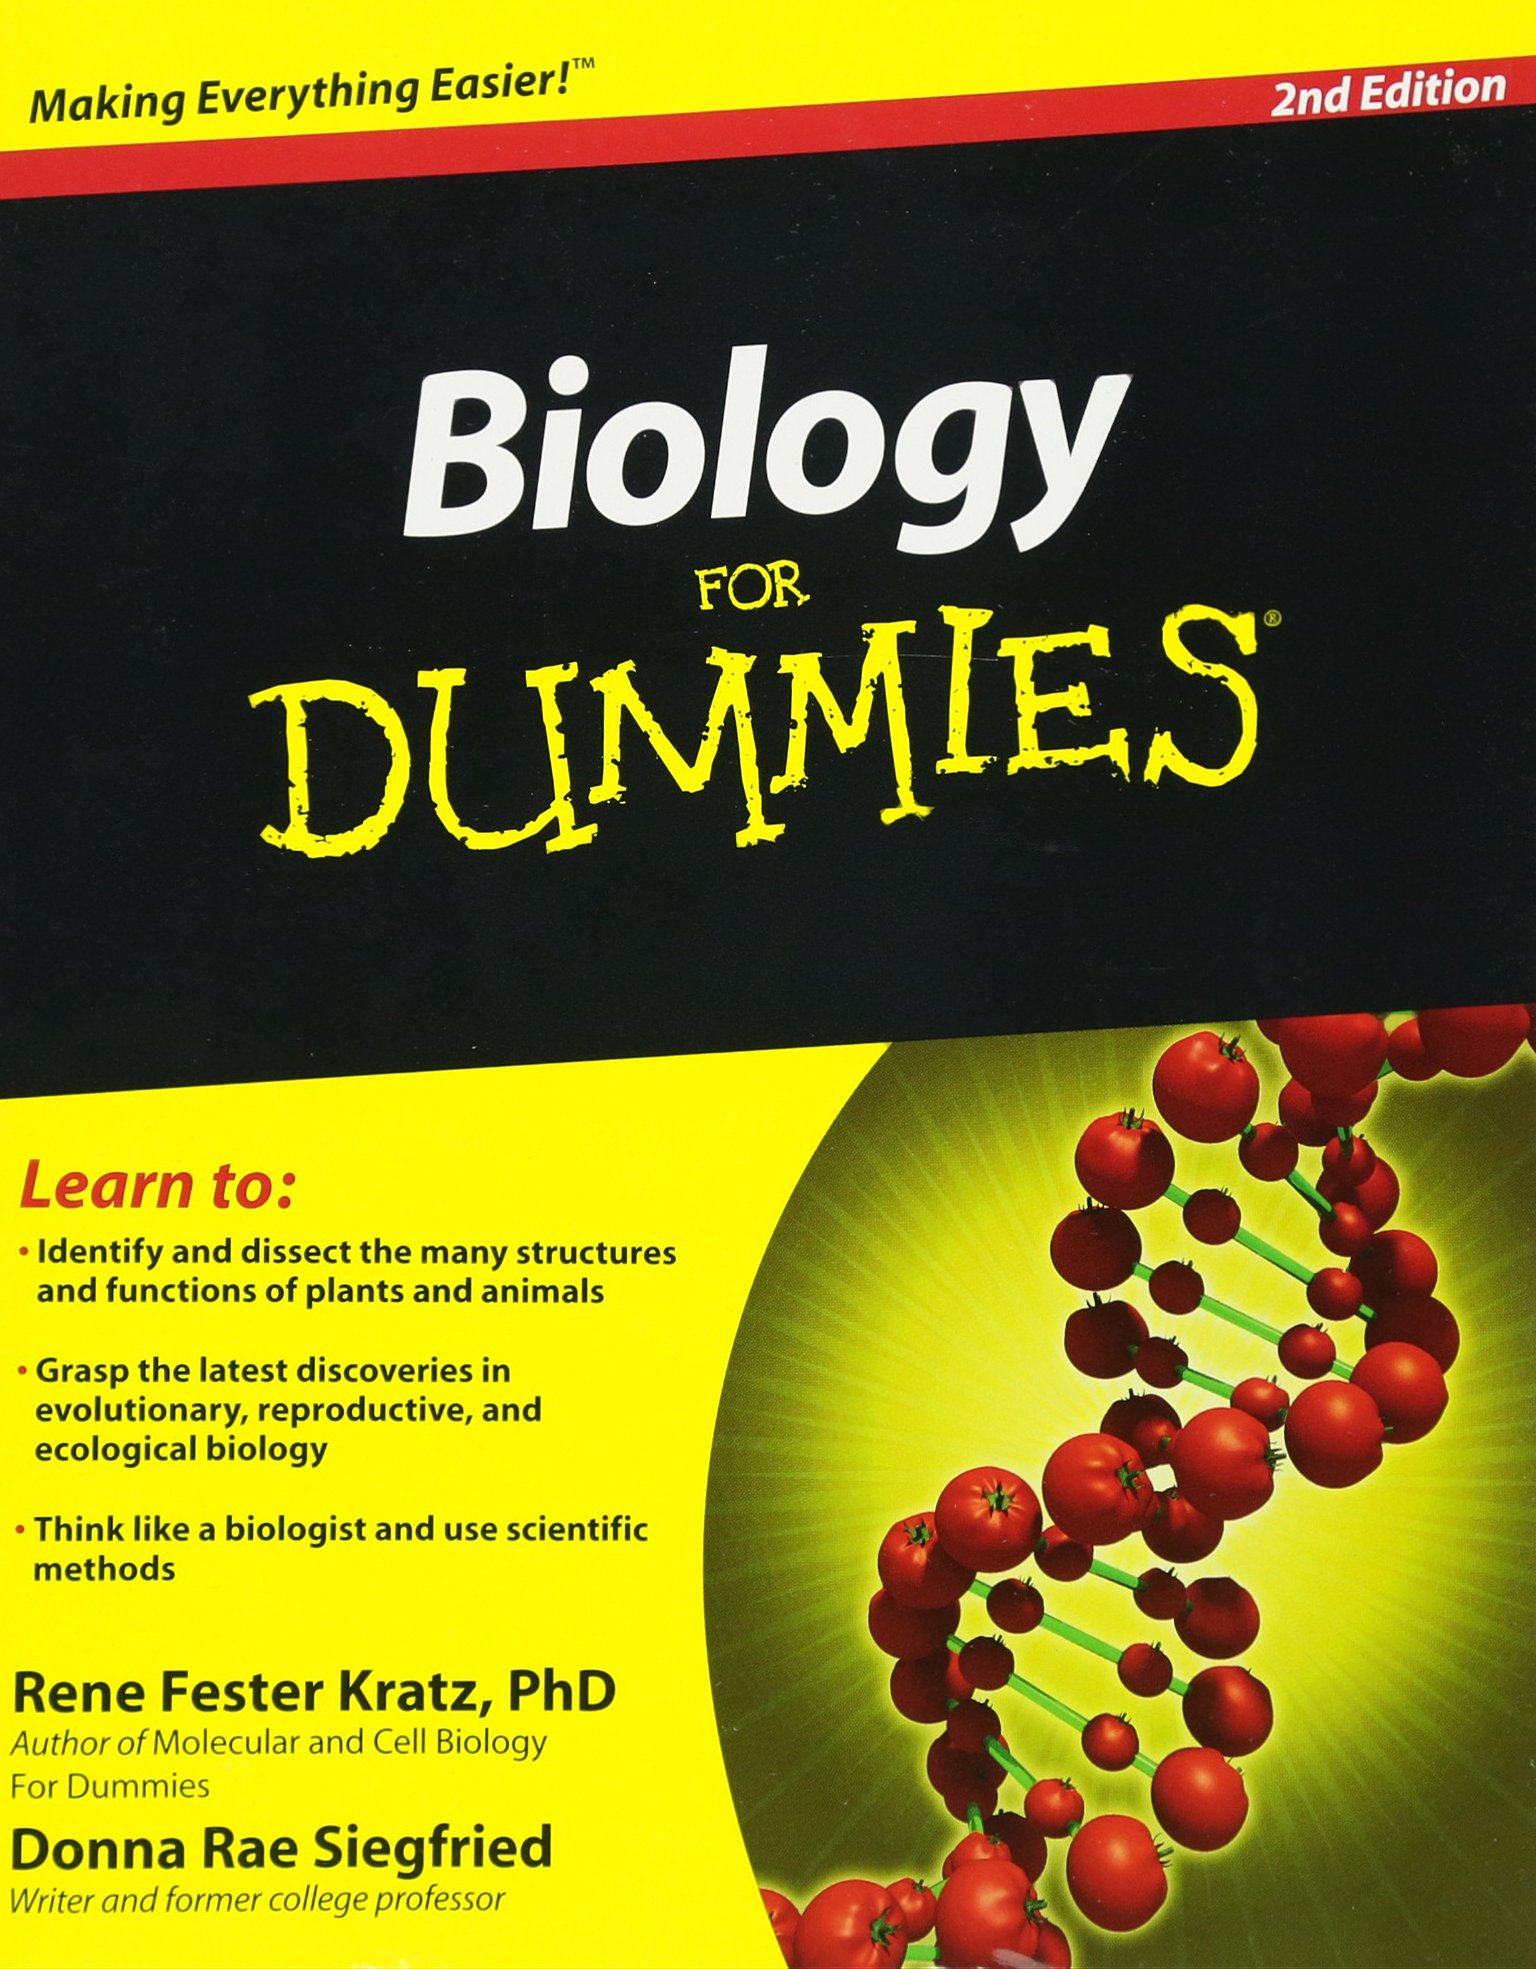 Making Everything Easier!™
2nd Edition
Biology
FOR
DUMMIES®
Learn to:
• Identify and dissect the many structures
and functions of plants and animals
• Grasp the latest discoveries in
evolutionary, reproductive, and
ecological biology
• Think like a biologist and use scientific
methods
Rene Fester Kratz, PhD
Author of Molecular and Cell Biology
For Dummies
Donna Rae Siegfried
Writer and former college professor